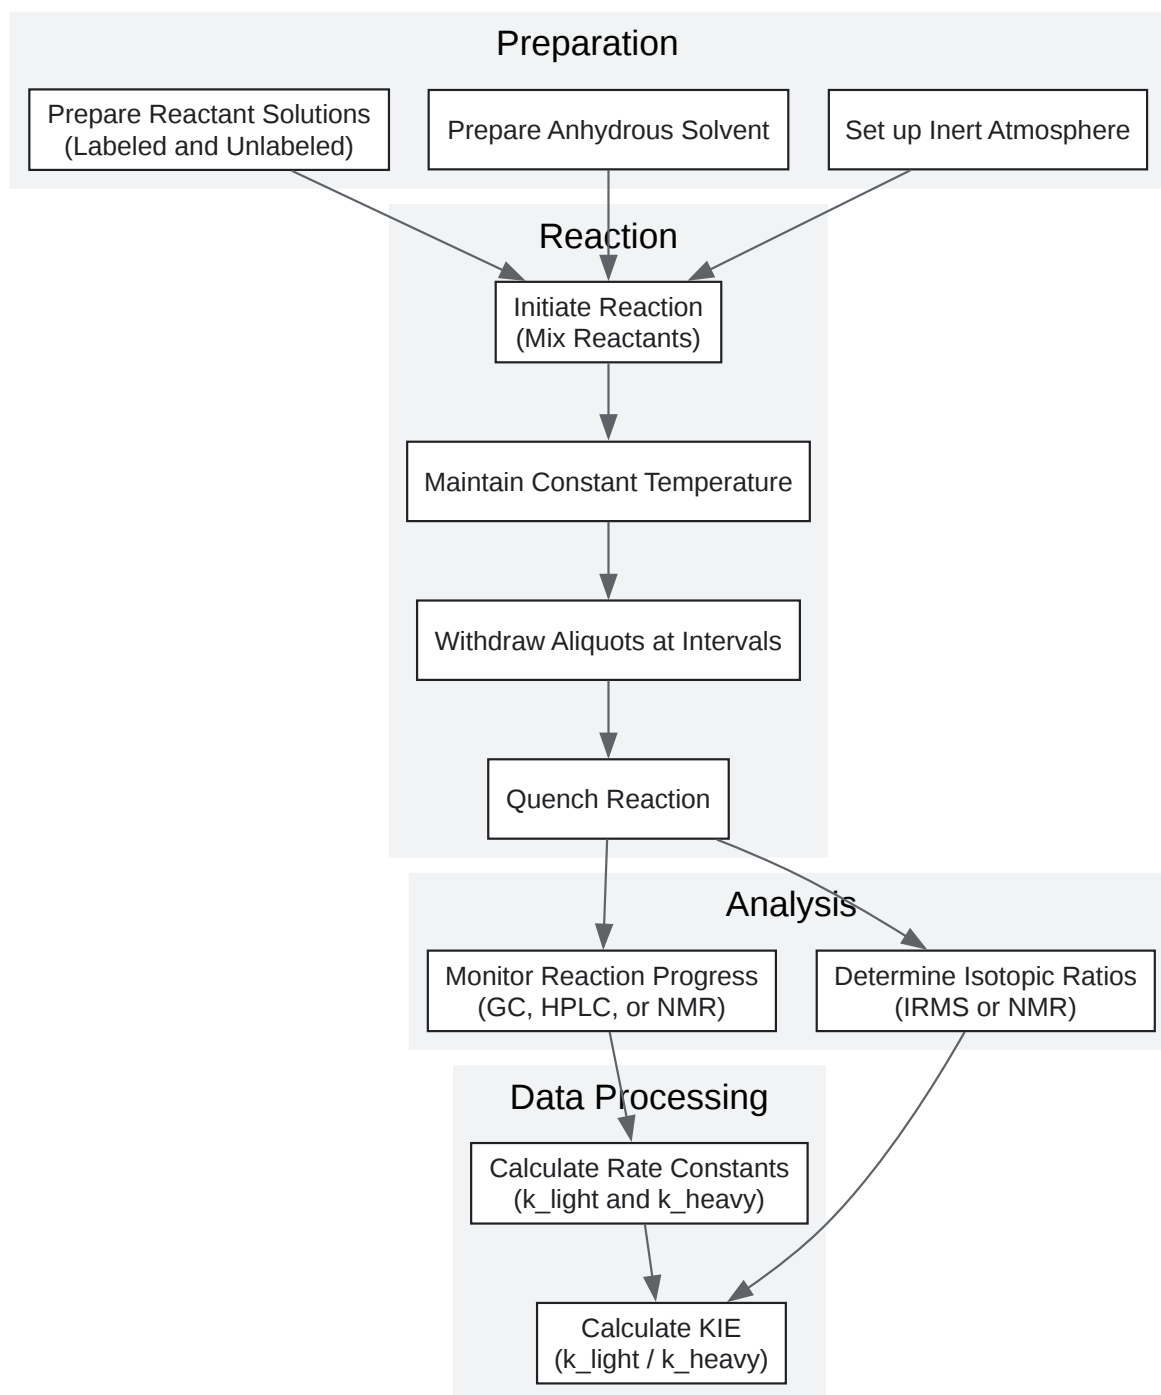 Preparation
Prepare Reactant Solutions
(Labeled and Unlabeled)
Prepare Anhydrous Solvent
Set up Inert Atmosphere
Reaction
Initiate Reaction
(Mix Reactants)
Maintain Constant Temperature
Withdraw Aliquots at Intervals
Quench Reaction
Analysis
Monitor Reaction Progress
(GC, HPLC, or NMR)
Determine Isotopic Ratios
(IRMS or NMR)
Data Processing
Calculate Rate Constants
(k_light and k_heavy)
Calculate KIE
(k_light / k_heavy)